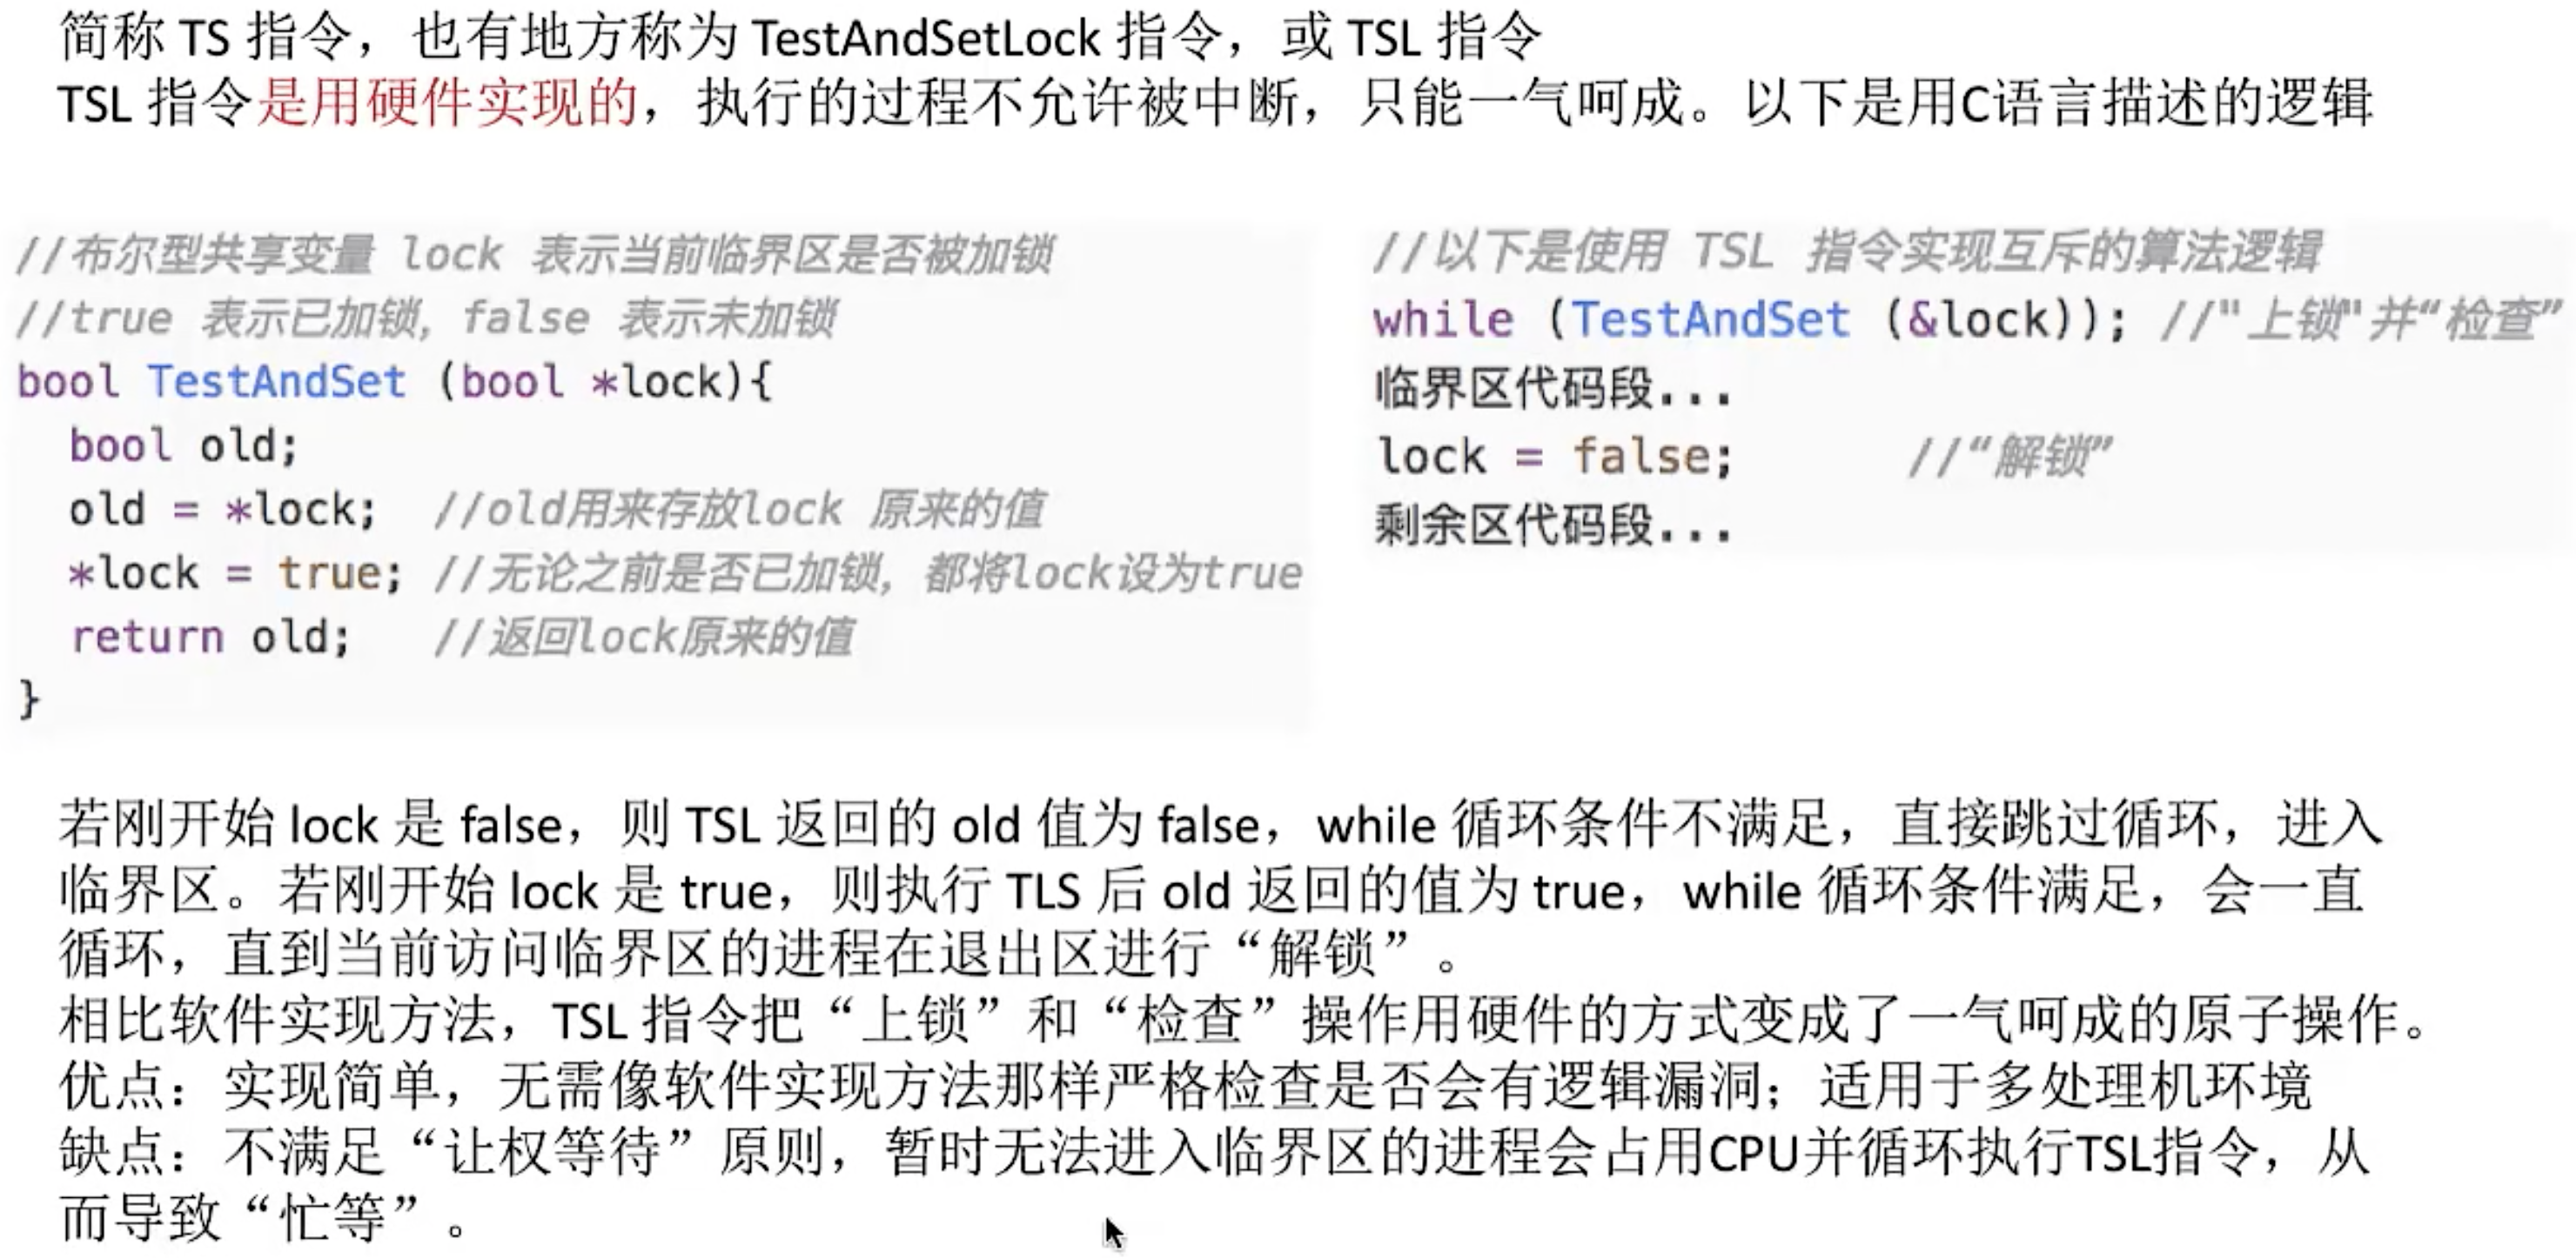 简称 TS 指令，也有地方称为 TestAndSetLock 指令，或 TSL 指令
TSL 指令是用硬件实现的，执行的过程不允许被中断，只能一气呵成。以下是用C语言描述的逻辑
//布尔型共享变量 lock 表示当前临界区是否被加锁
//true 表示已加锁，false 表示未加锁
bool TestAndSet (bool *lock){
bool old;
old = *lock; //old用来存放lock 原来的值
*lock = true; //无论之前是否已加锁，都将lock设为true
return old; //返回lock原来的值
}
//以下是使用 TSL 指令实现互斥的算法逻辑
while (TestAndSet (&lock)); //"上锁"并“检查”
临界区代码段...
lock = false; //“解锁”
剩余区代码段...
若刚开始 lock 是 false，则 TSL 返回的 old 值为 false，while 循环条件不满足，直接跳过循环，进入
临界区。若刚开始 lock 是 true，则执行 TLS 后 old 返回的值为 true，while 循环条件满足，会一直
循环，直到当前访问临界区的进程在退出区进行“解锁”。
相比软件实现方法，TSL 指令把“上锁”和“检查”操作用硬件的方式变成了一气呵成的原子操作。
优点：实现简单，无需像软件实现方法那样严格检查是否会有逻辑漏洞；适用于多处理机环境
缺点：不满足“让权等待”原则，暂时无法进入临界区的进程会占用CPU并循环执行TSL指令，从
而导致“忙等”。